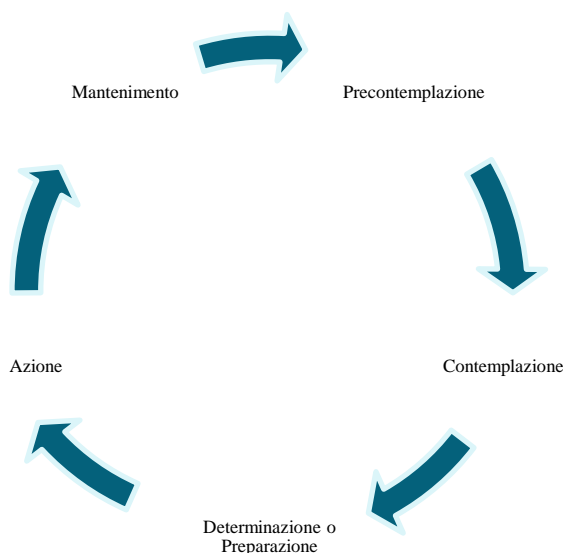 Mantenimento
Precontemplazione
Azione
Contemplazione
Determinazione o
Preparazione